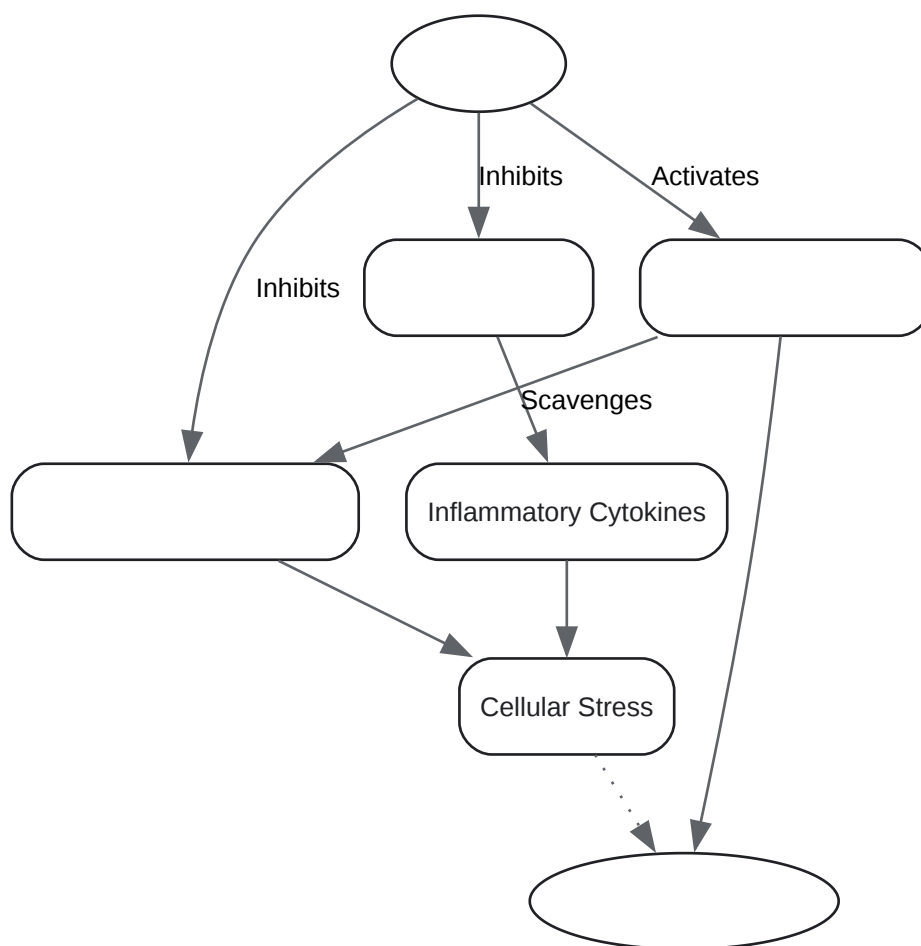 Inhibits
Activates
Inhibits
Scavenges
Inflammatory Cytokines
Cellular Stress